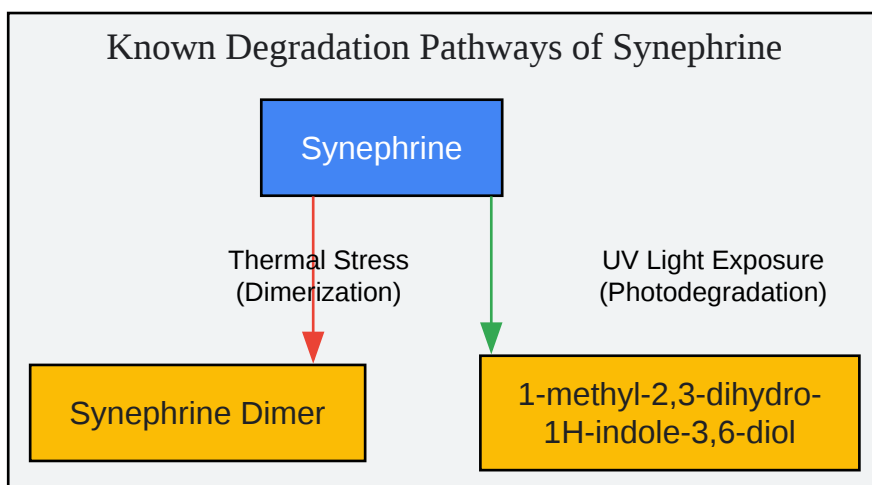 Known Degradation Pathways of Synephrine
Synephrine
Thermal Stress
(Dimerization)
UV Light Exposure
(Photodegradation)
Synephrine Dimer
1-methyl-2,3-dihydro-
1H-indole-3,6-diol